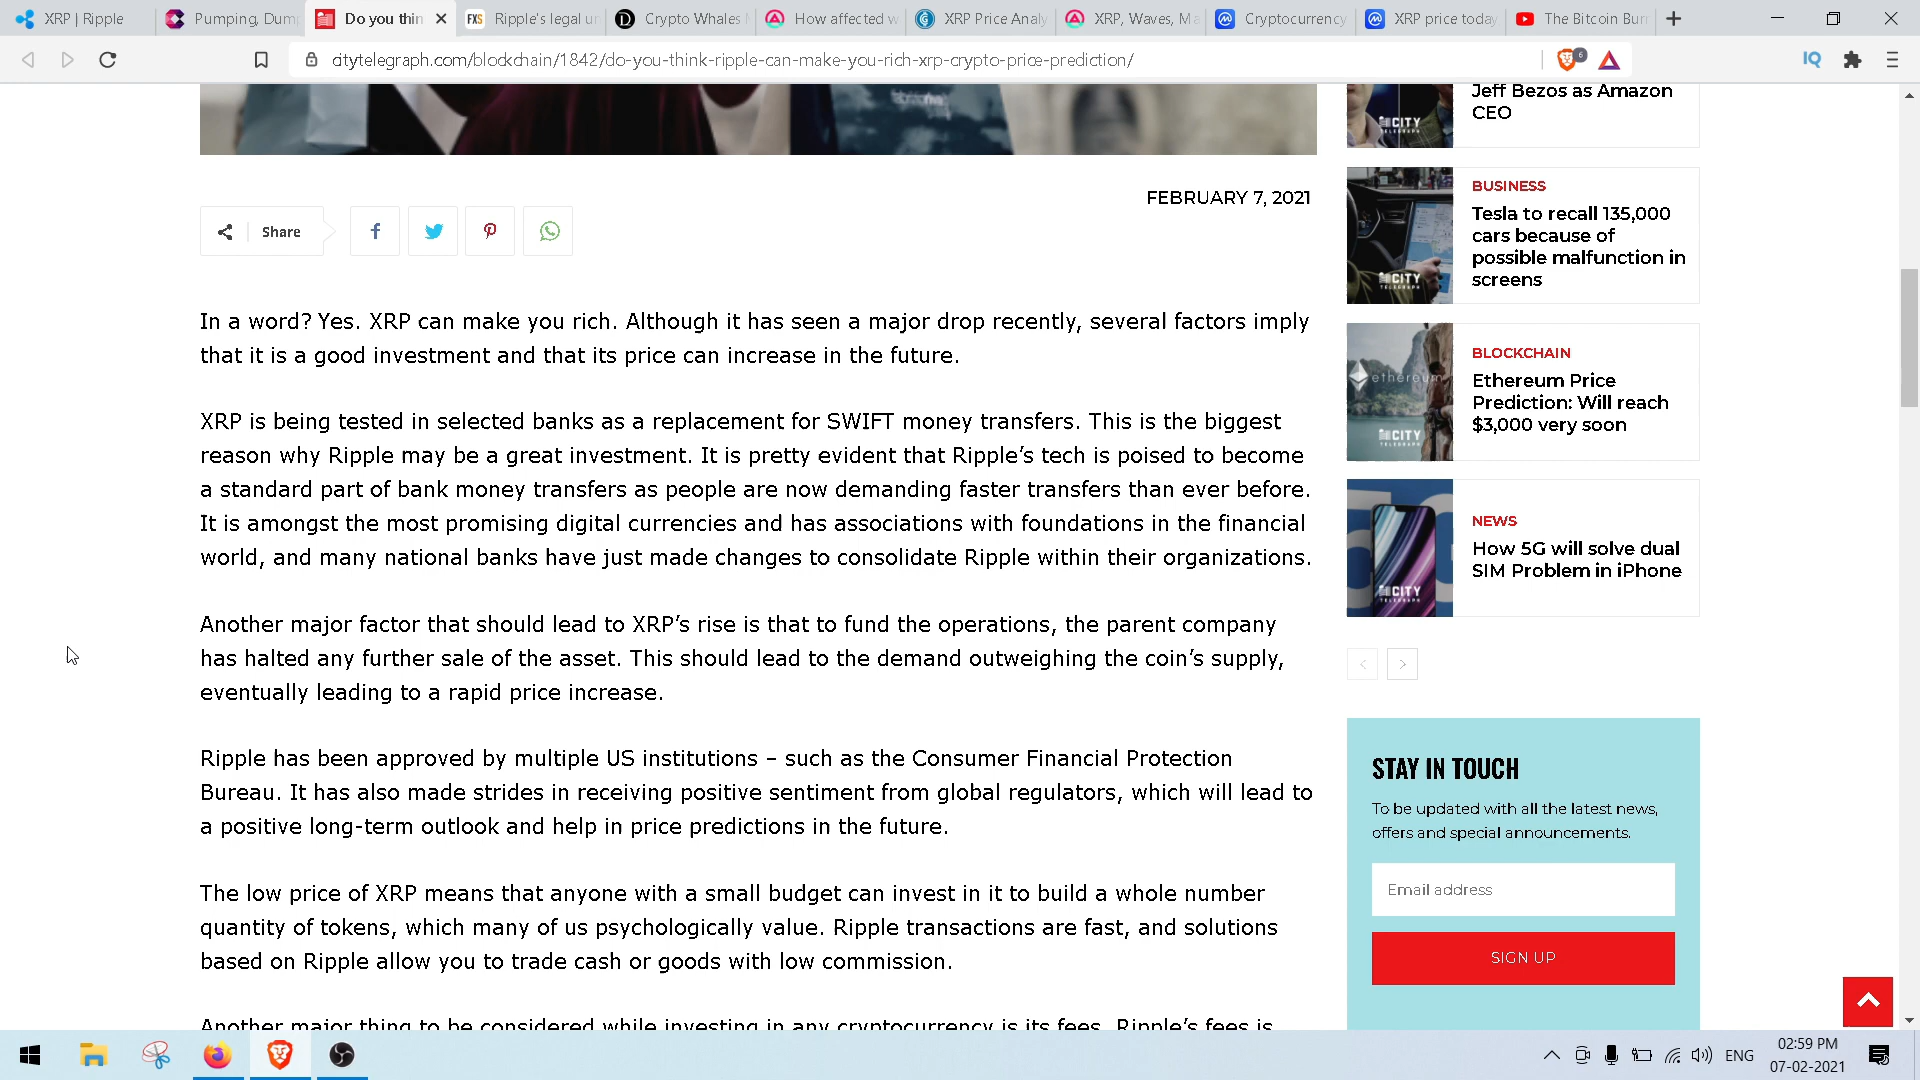 XRP | Ripple
Pumping, Dum
Do you thin
Ripple's legal u
Crypto Whales
How affected w
XRP Price Analy
XRP, Waves, Ma
Cryptocurrency
XRP price today
The Bitcoin Bur
citytelegraph.com/blockchain/1842/do-you-think-ripple-can-make-you-rich-xrp-crypto-price-prediction/
6
IQ
FEBRUARY 7, 2021
Share
In a word? Yes. XRP can make you rich. Although it has seen a major drop recently, several factors imply
that it is a good investment and that its price can increase in the future.
XRP is being tested in selected banks as a replacement for SWIFT money transfers. This is the biggest
reason why Ripple may be a great investment. It is pretty evident that Ripple’s tech is poised to become
a standard part of bank money transfers as people are now demanding faster transfers than ever before.
It is amongst the most promising digital currencies and has associations with foundations in the financial
world, and many national banks have just made changes to consolidate Ripple within their organizations.
Another major factor that should lead to XRP’s rise is that to fund the operations, the parent company
has halted any further sale of the asset. This should lead to the demand outweighing the coin’s supply,
eventually leading to a rapid price increase.
Ripple has been approved by multiple US institutions – such as the Consumer Financial Protection
Bureau. It has also made strides in receiving positive sentiment from global regulators, which will lead to
a positive long-term outlook and help in price predictions in the future.
The low price of XRP means that anyone with a small budget can invest in it to build a whole number
quantity of tokens, which many of us psychologically value. Ripple transactions are fast, and solutions
based on Ripple allow you to trade cash or goods with low commission.
Another major thing to be considered while investing in any cryptocurrency is its fees. Ripple’s fees is
Jeff Bezos as Amazon
CEO
CITY
BUSINESS
Tesla to recall 135,000
cars because of
possible malfunction in
screens
CITY
TELEGRAPH
BLOCKCHAIN
Ethereum Price
Prediction: Will reach
$3,000 very soon
ethereum
CITY
TELEGRAPH
NEWS
How 5G will solve dual
SIM Problem in iPhone
CITY
TELEGRAPH
STAY IN TOUCH
To be updated with all the latest news,
offers and special announcements.
Email address
SIGN UP
ENG
02:59 PM
07-02-2021